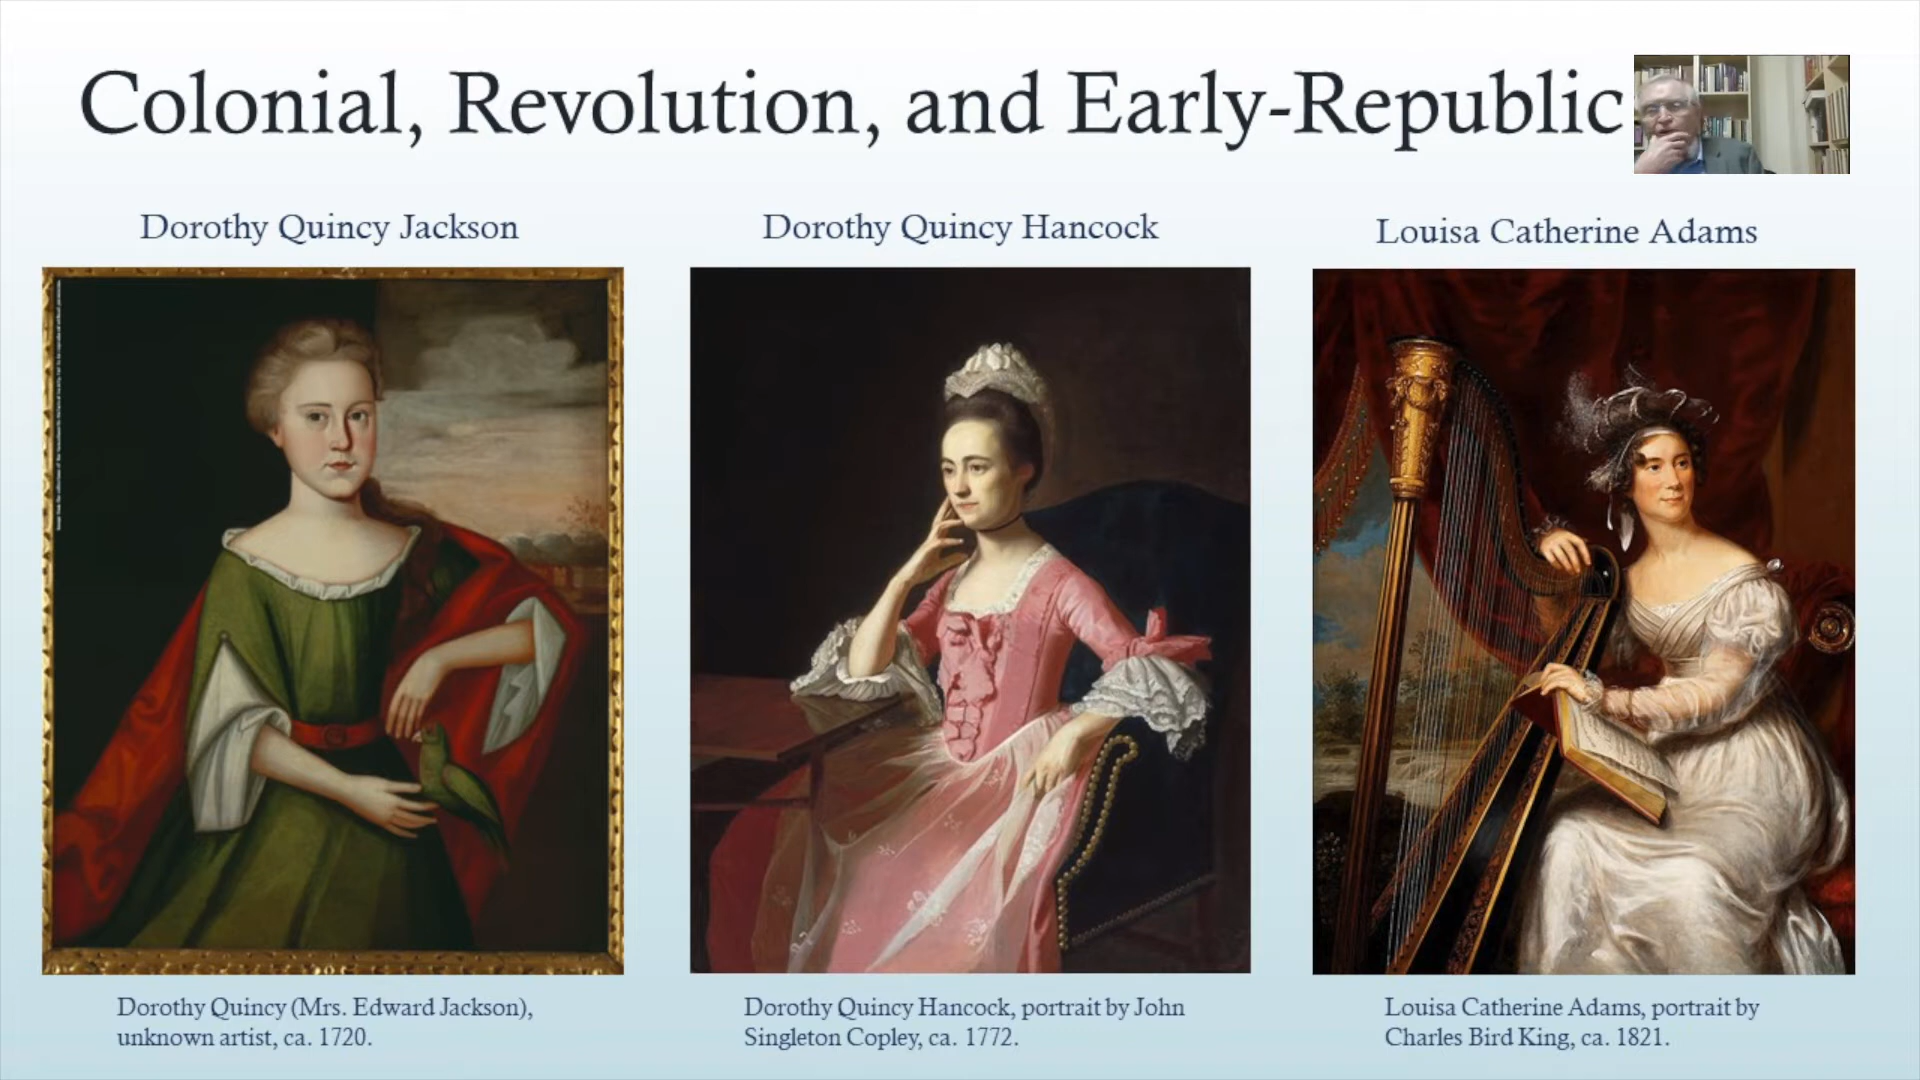 Colonial, Revolution, and Early-Republic
Dorothy Quincy Jackson
Dorothy Quincy Hancock
Louisa Catherine Adams
Dorothy Quincy (Mrs. Edward Jackson),
unknown artist, ca. 1720.
Dorothy Quincy Hancock, portrait by John
Singleton Copley, ca. 1772.
Louisa Catherine Adams, portrait by
Charles Bird King, ca. 1821.